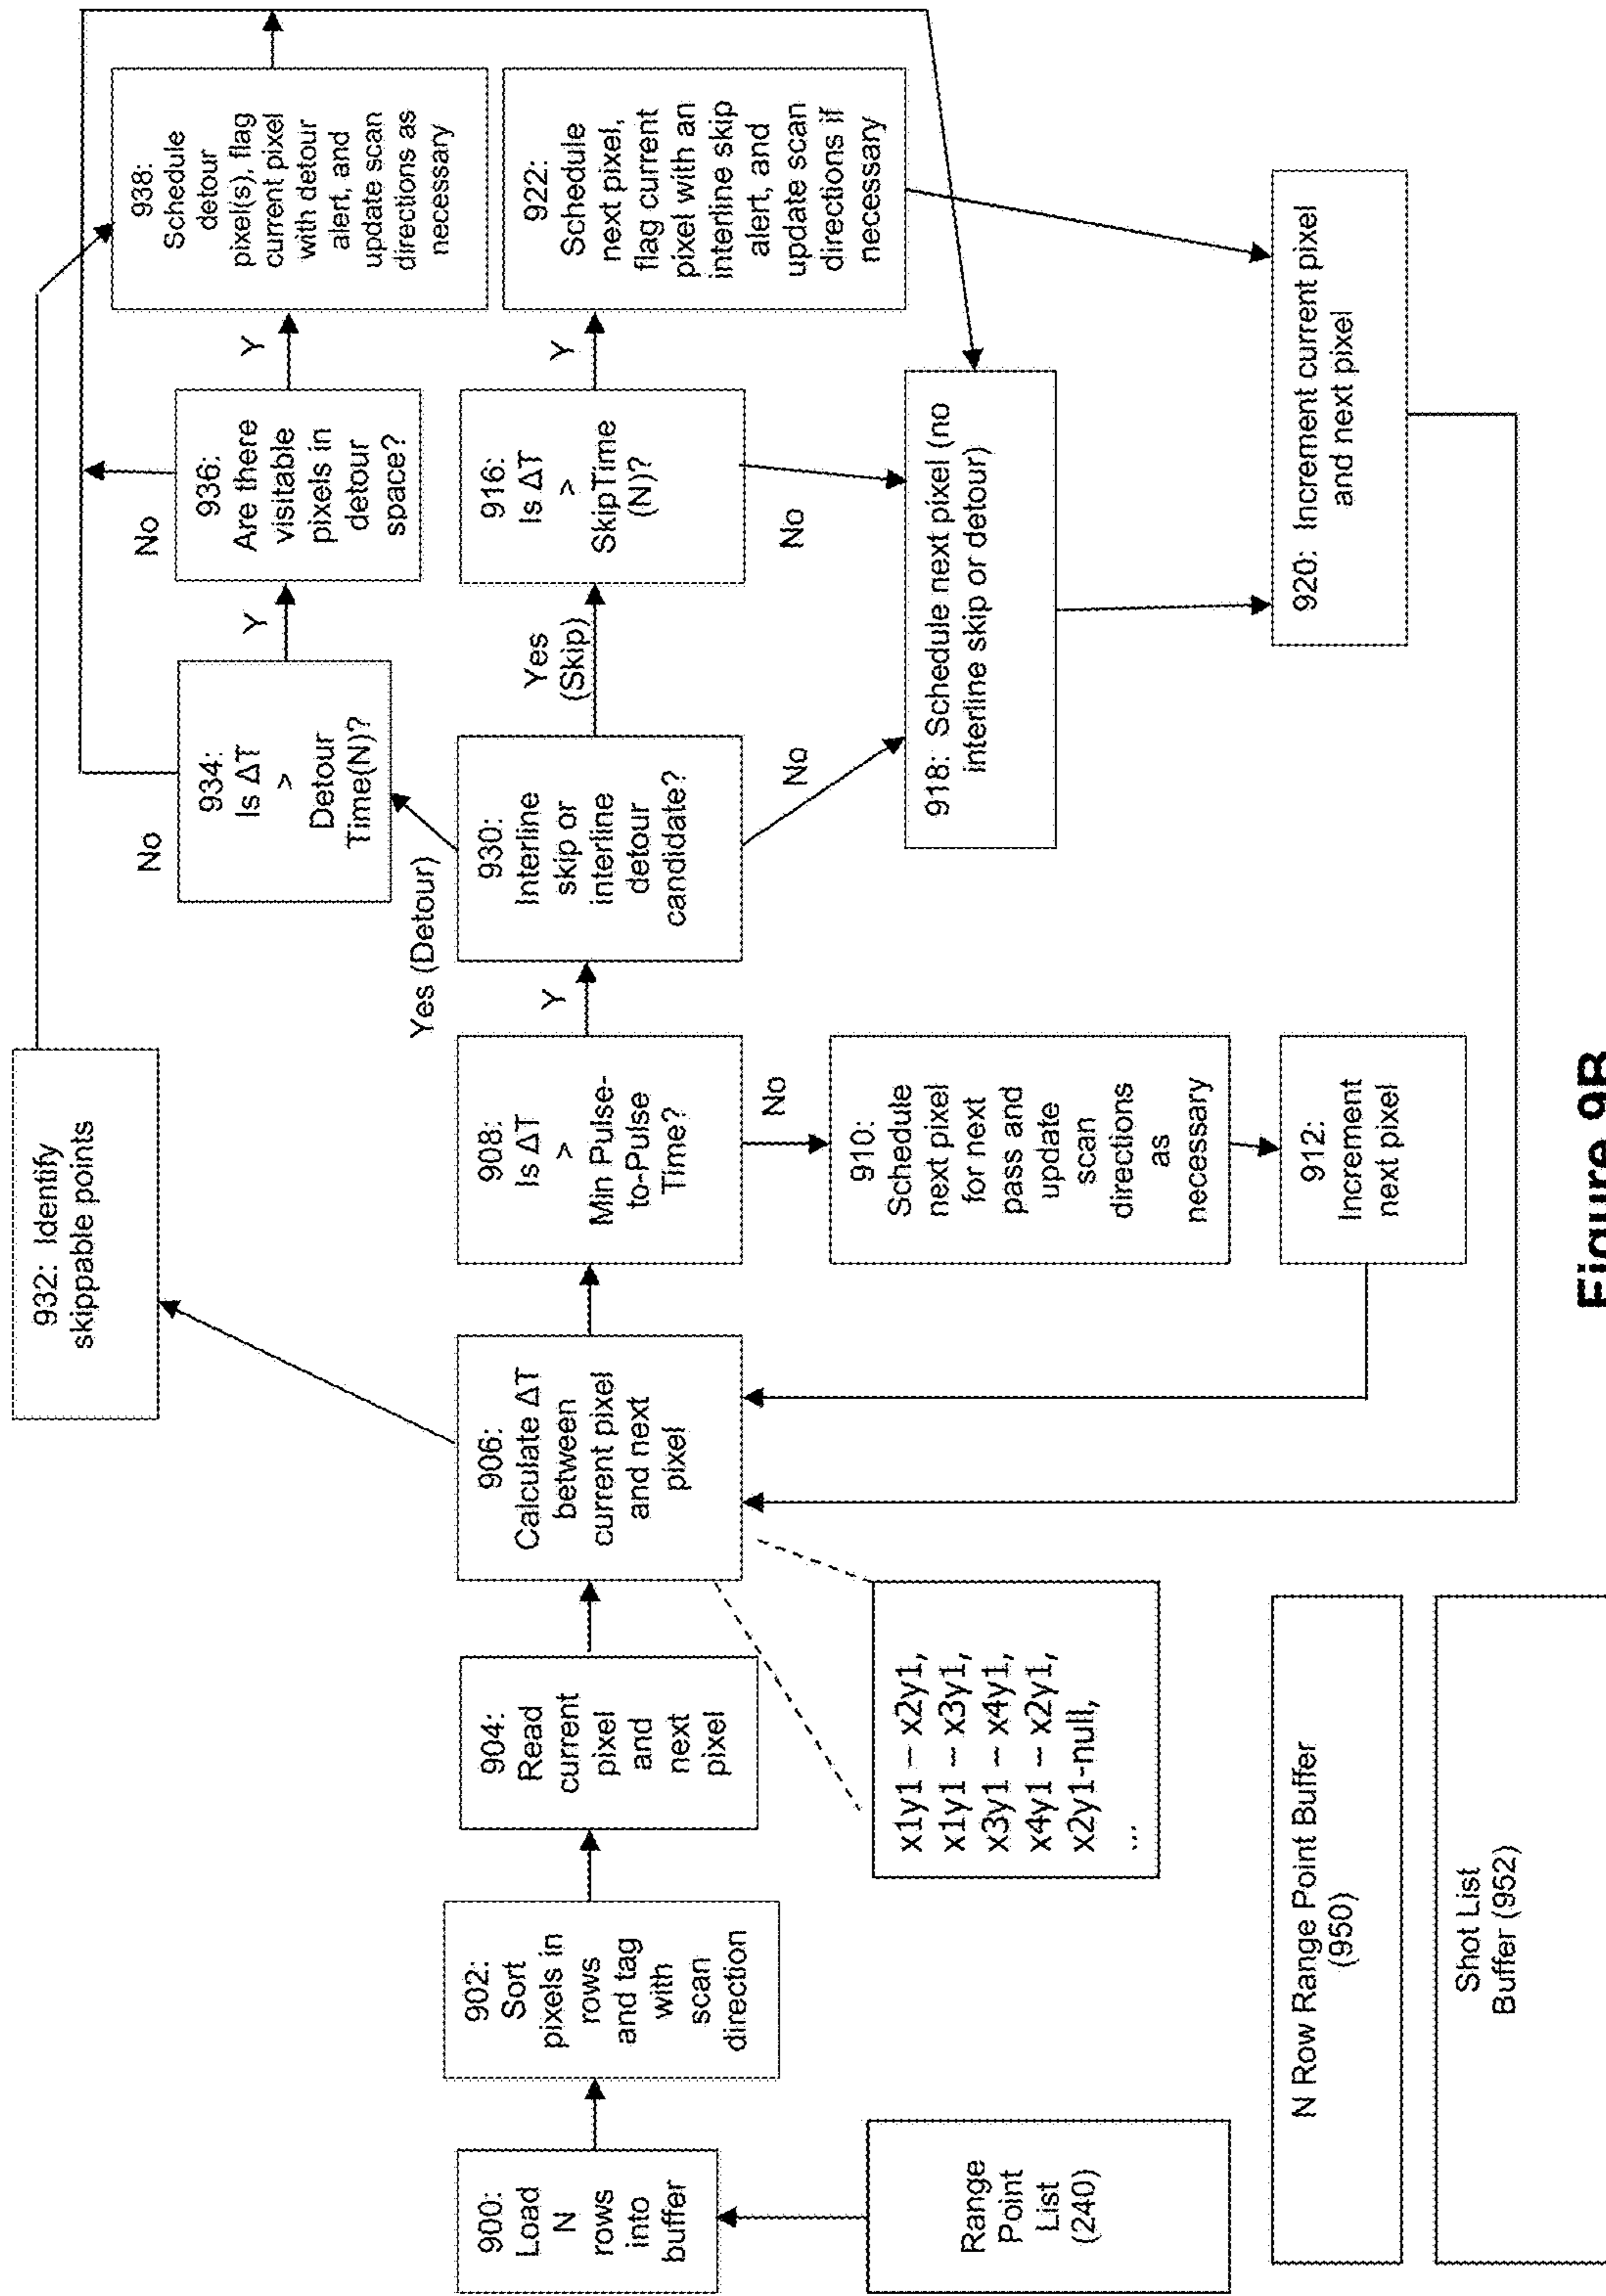 932: Identify
skippable points
938:
Schedule
detour
pixel(s), flag
current pixel
with detour
alert, and
update scan
directions as
necessary
No
934:
Is ΔT
>
Detour
Time(N)?
Y
No
936:
Are there
visitable
pixels in
detour
space?
Y
Yes (Detour)
900:
Load
N
rows
into
buffer
902:
Sort
pixels in
rows
and tag
with
scan
direction
904:
Read
current
pixel
and
next
pixel
906:
Calculate ΔT
between
current pixel
and next
pixel
908:
Is ΔT
>
Min Pulse-
to-Pulse
Time?
Y
930:
Interline
skip or
interline
detour
candidate?
Yes
(Skip)
916:
Is ΔT
>
SkipTime
(N)?
Y
922:
Schedule
next pixel,
flag current
pixel with an
interline skip
alert, and
update scan
directions if
necessary
No
No
No
Range
Point
List
(240)
x1y1 – x2y1,
x1y1 – x3y1,
x3y1 – x4y1,
x4y1 – x2y1,
x2y1-null,
...
910:
Schedule
next pixel
for next
pass and
update
scan
directions
as
necessary
918: Schedule next pixel (no
interline skip or detour)
912:
Increment
next pixel
920: Increment current pixel
and next pixel
N Row Range Point Buffer
(950)
Shot List
Buffer (952)
Figure 9B